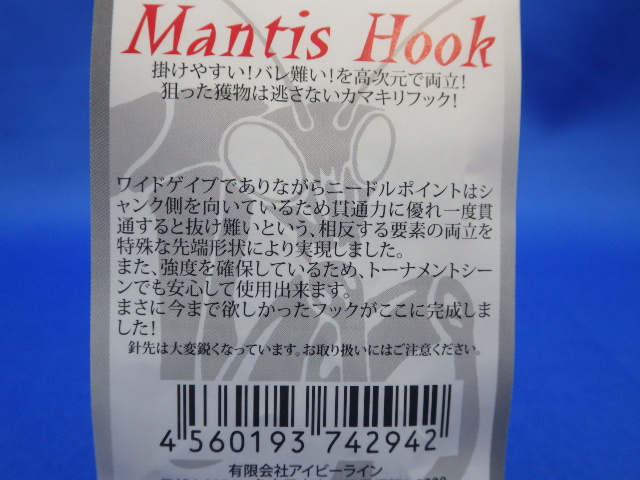 Mantis Hook
掛けやすい!バレ難い!を高次元で両立!
狙った獲物は逃さないカマキリフック!
ワイドゲイブでありながらニードルポイントはシ
ャンク側を向いているため貫通力に優れ一度貫
通すると抜け難いという、相反する要素の両立を
特殊な先端形状により実現しました。
また、強度を確保しているため、トーナメントシー
ンでも安心して使用出来ます。
まさに今まで欲しかったフックがここに完成しま
した!
針先は大変鋭くなっています。お取り扱いにはご注意ください。
4 560193 742942
有限会社アイビーライン